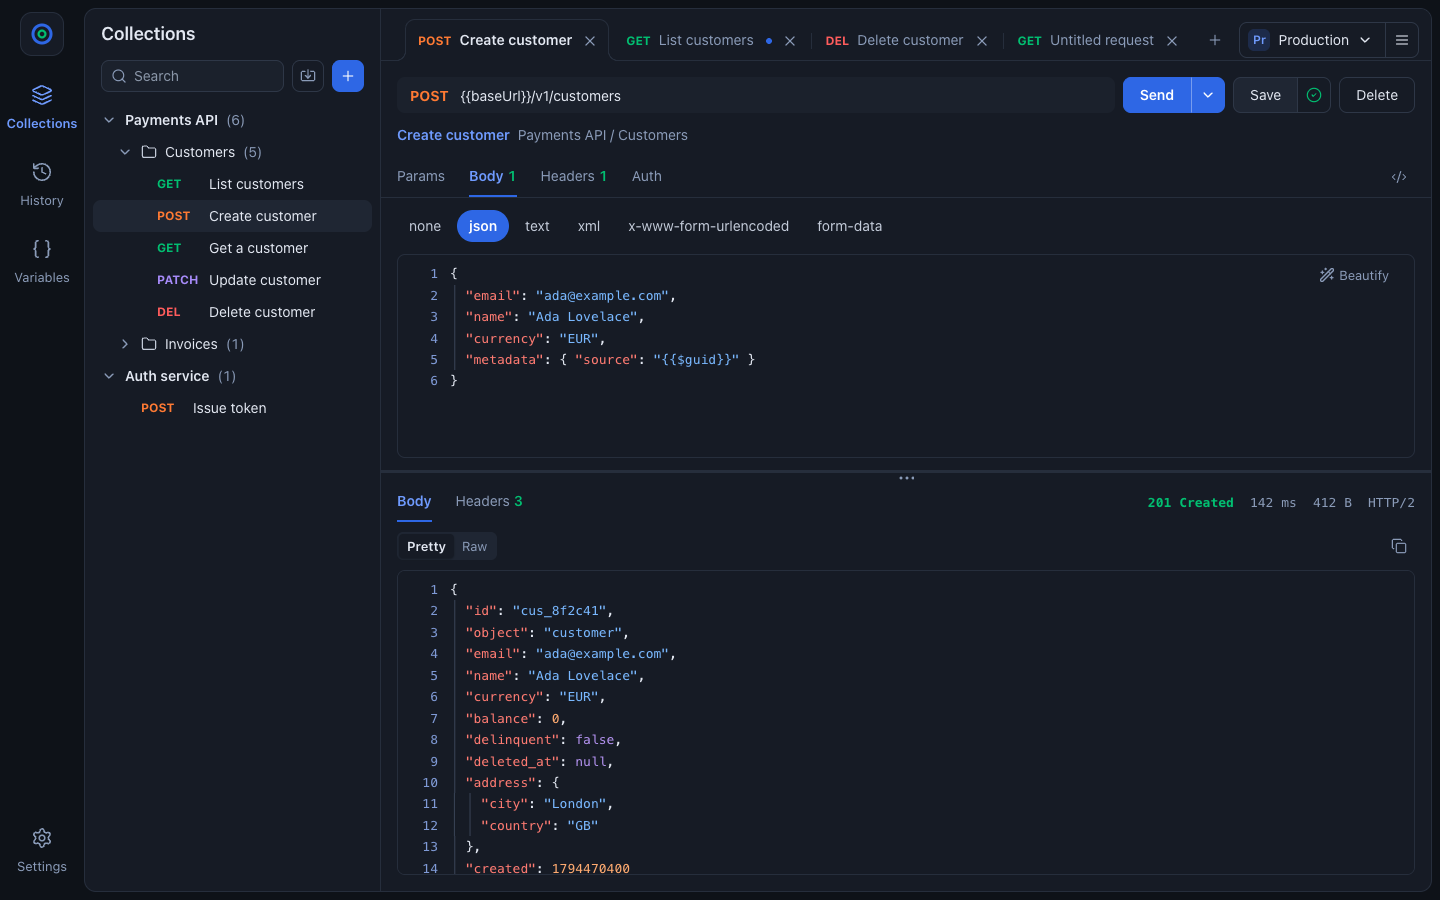 Collections
History
Variables
Settings
Collections
Search
Payments API (6)
Customers (5)
GET List customers
POST Create customer
GET Get a customer
PATCH Update customer
DEL Delete customer
Invoices (1)
Auth service (1)
POST Issue token
POST Create customer GET List customers DEL Delete customer GET Untitled request Pr Production
POST {{baseUrl}}/v1/customers Send Save Delete
Create customer Payments API / Customers
Params Body 1 Headers 1 Auth </>
none json text xml x-www-form-urlencoded form-data
Beautify
1 {
2 "email": "ada@example.com",
3 "name": "Ada Lovelace",
4 "currency": "EUR",
5 "metadata": { "source": "{{$guid}}" }
6 }
Body Headers 3 201 Created 142 ms 412 B HTTP/2
Pretty Raw
1 {
2 "id": "cus_8f2c41",
3 "object": "customer",
4 "email": "ada@example.com",
5 "name": "Ada Lovelace",
6 "currency": "EUR",
7 "balance": 0,
8 "delinquent": false,
9 "deleted_at": null,
10 "address": {
11 "city": "London",
12 "country": "GB"
13 },
14 "created": 1794470400